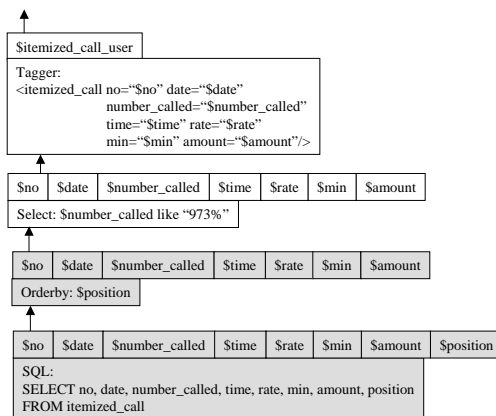 $itemized_call_user
Tagger:
<itemized_call no=“$no” date=“$date”
number_called=“$number_called”
time=“$time” rate=“$rate”
min=“$min” amount=“$amount”/>
$no $date $number_called $time $rate $min $amount
Select: $number_called like “973%”
$no $date $number_called $time $rate $min $amount
Orderby: $position
$no $date $number_called $time $rate $min $amount $position
SQL:
SELECT no, date, number_called, time, rate, min, amount, position
FROM itemized_call